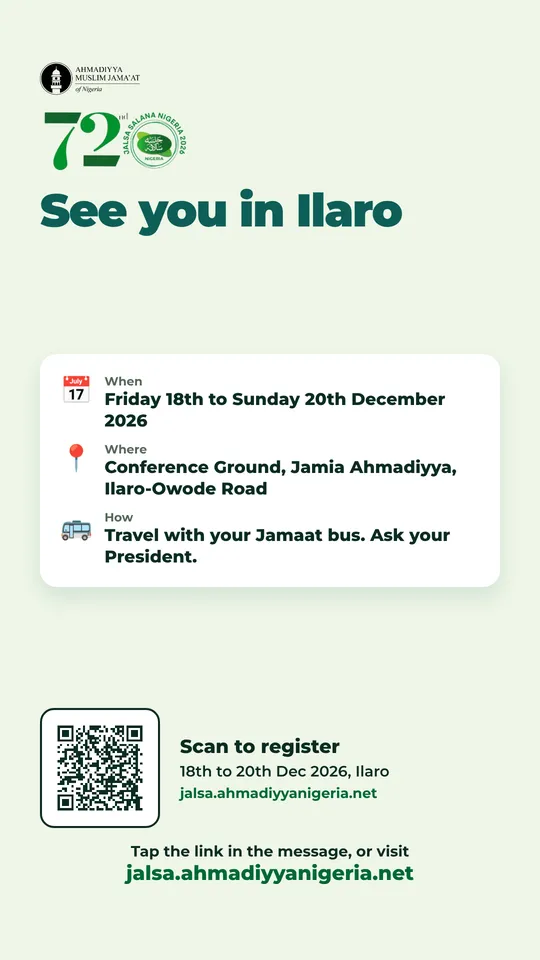 AHMADIYYA
MUSLIM JAMA'AT
of Nigeria
72nd
JALSA SALANA NIGERIA 2026
جلسہ سالانہ
NIGERIA
See you in Ilaro
July
17
When
Friday 18th to Sunday 20th December
2026
Where
Conference Ground, Jamia Ahmadiyya,
Ilaro-Owode Road
How
Travel with your Jamaat bus. Ask your
President.
Scan to register
18th to 20th Dec 2026, Ilaro
jalsa.ahmadiyyanigeria.net
Tap the link in the message, or visit
jalsa.ahmadiyyanigeria.net